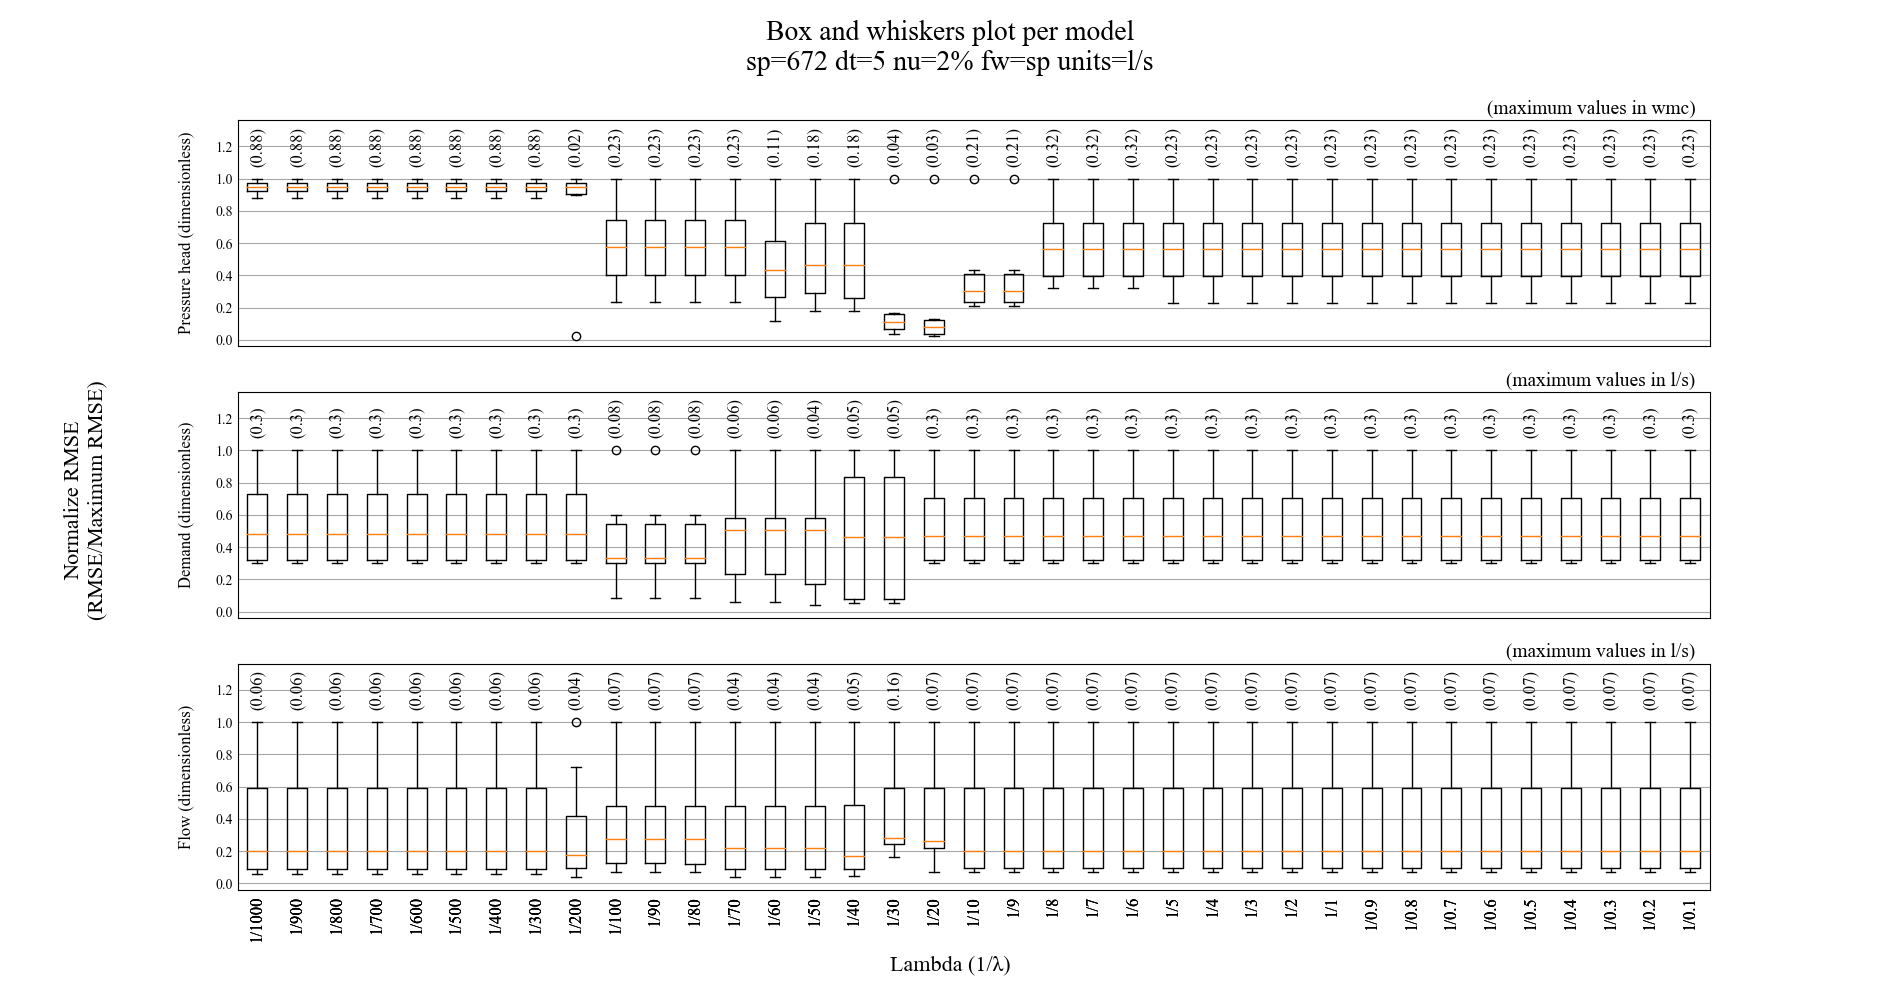 Box and whiskers plot per model
sp=672 dt=5 nu=2% fw=sp units=l/s
(maximum values in wmc)
(0.88) (0.88) (0.88) (0.88) (0.88) (0.88) (0.88) (0.88) (0.02) (0.23) (0.23) (0.23) (0.23) (0.11) (0.18) (0.18) (0.04) (0.03) (0.21) (0.21) (0.32) (0.32) (0.32) (0.23) (0.23) (0.23) (0.23) (0.23) (0.23) (0.23) (0.23) (0.23) (0.23) (0.23) (0.23) (0.23) (0.23)
1.2
1.0
0.8
0.6
0.4
0.2
0.0
Pressure head (dimensionless)
(maximum values in l/s)
(0.3) (0.3) (0.3) (0.3) (0.3) (0.3) (0.3) (0.3) (0.3) (0.08) (0.08) (0.08) (0.06) (0.06) (0.04) (0.05) (0.05) (0.3) (0.3) (0.3) (0.3) (0.3) (0.3) (0.3) (0.3) (0.3) (0.3) (0.3) (0.3) (0.3) (0.3) (0.3) (0.3) (0.3) (0.3) (0.3) (0.3)
1.2
1.0
0.8
0.6
0.4
0.2
0.0
Demand (dimensionless)
Normalize RMSE
(RMSE/Maximum RMSE)
(maximum values in l/s)
(0.06) (0.06) (0.06) (0.06) (0.06) (0.06) (0.06) (0.06) (0.04) (0.07) (0.07) (0.07) (0.04) (0.04) (0.04) (0.05) (0.16) (0.07) (0.07) (0.07) (0.07) (0.07) (0.07) (0.07) (0.07) (0.07) (0.07) (0.07) (0.07) (0.07) (0.07) (0.07) (0.07) (0.07) (0.07) (0.07) (0.07)
1.2
1.0
0.8
0.6
0.4
0.2
0.0
Flow (dimensionless)
1/1000 1/900 1/800 1/700 1/600 1/500 1/400 1/300 1/200 1/100 1/90 1/80 1/70 1/60 1/50 1/40 1/30 1/20 1/10 1/9 1/8 1/7 1/6 1/5 1/4 1/3 1/2 1/1 1/0.9 1/0.8 1/0.7 1/0.6 1/0.5 1/0.4 1/0.3 1/0.2 1/0.1
Lambda (1/λ)